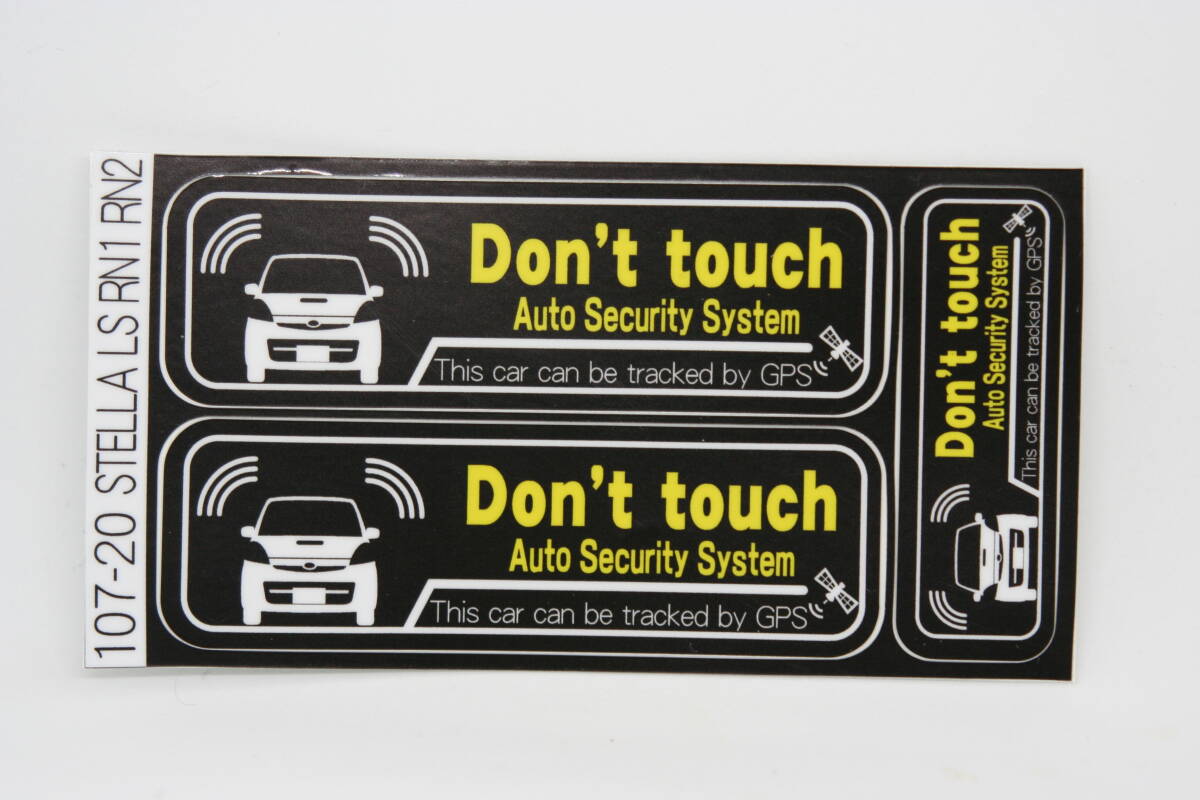 107-20 STELLA LS RN1 RN2
Don't touch
Auto Security System
This car can be tracked by GPS
Don't touch
Auto Security System
This car can be tracked by GPS
Don't touch
Auto Security System
This car can be tracked by GPS